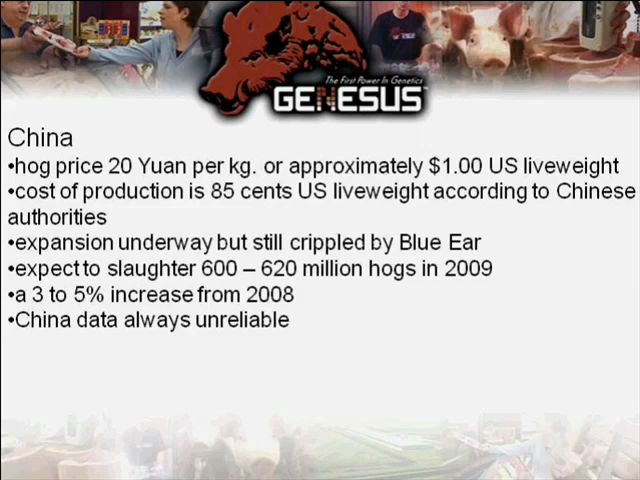 The First Power In Genetics
GENESUS™
China
•hog price 20 Yuan per kg. or approximately $1.00 US liveweight
•cost of production is 85 cents US liveweight according to Chinese
authorities
•expansion underway but still crippled by Blue Ear
•expect to slaughter 600 – 620 million hogs in 2009
•a 3 to 5% increase from 2008
•China data always unreliable